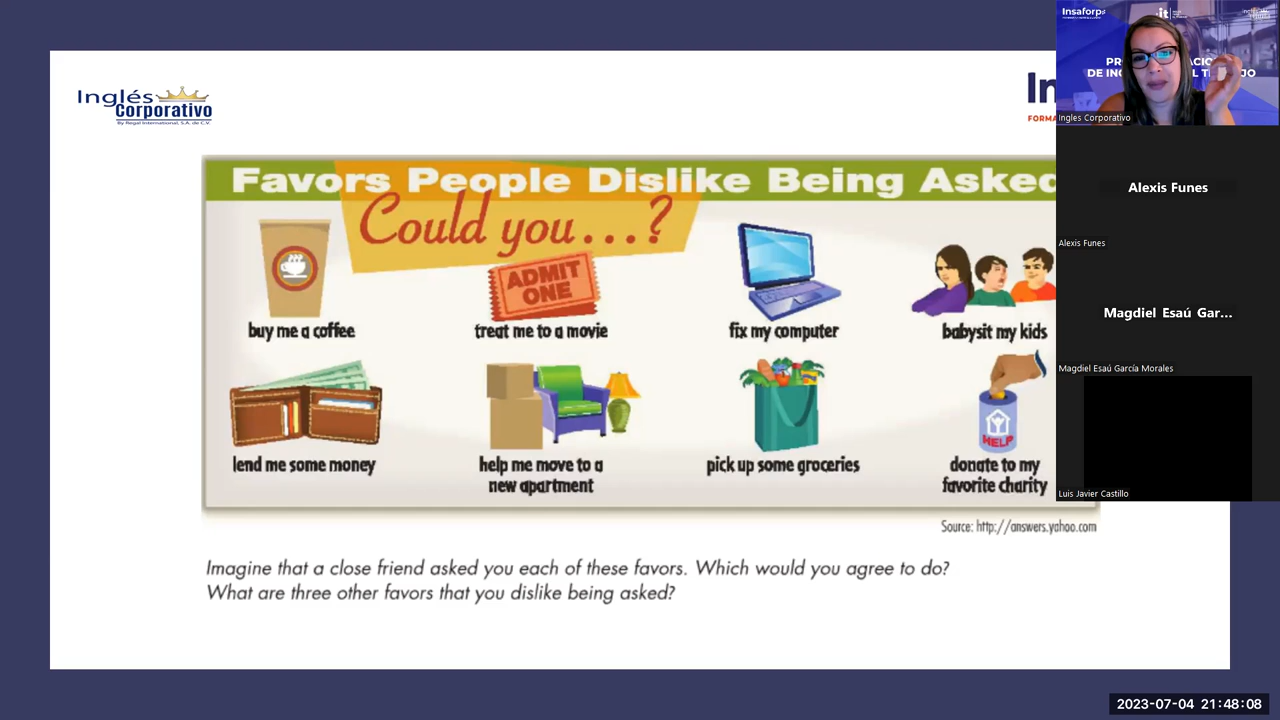 Inglés
Corporativo
By Regal International, S.A. de C.V.
Favors People Dislike Being Asked
Could you...?
ADMIT
ONE
buy me a coffee
treat me to a movie
fix my computer
babysit my kids
HELP
lend me some money
help me move to a
new apartment
pick up some groceries
donate to my
favorite charity
Source: http://answers.yahoo.com
Imagine that a close friend asked you each of these favors. Which would you agree to do?
What are three other favors that you dislike being asked?
In
FORMA
Insaforp
it
Ingles Corporativo
Alexis Funes
Alexis Funes
Magdiel Esaú Gar...
Magdiel Esaú García Morales
Luis Javier Castillo
2023-07-04 21:48:08